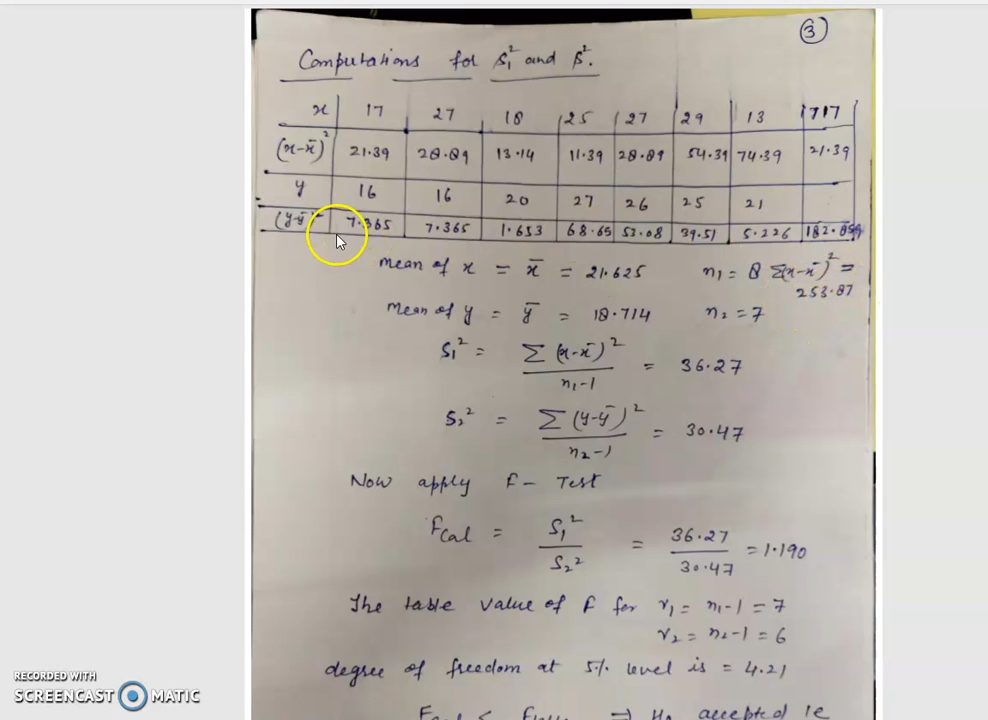 3
Computations for S₁² and S².
x 17 27 18 25 27 29 13 1717
(x-x̄)² 21.39 28.89 13.14 11.39 28.89 54.39 74.39 21.39
y 16 16 20 27 26 25 21
(y-ȳ)² 7.365 7.365 1.653 68.65 53.08 39.51 5.226
mean of x = x̄ = 21.625 n₁ = 8 Σ(x-x̄)² =
253.87
mean of y = ȳ = 18.714 n₂ = 7
S₁² = Σ(x-x̄)² / n₁-1 = 36.27
S₂² = Σ(y-ȳ)² / n₂-1 = 30.47
Now apply F- Test
Fcal = S₁² / S₂² = 36.27 / 30.47 = 1.190
The table value of F for γ₁ = n₁-1 = 7
γ₂ = n₂-1 = 6
degree of freedom at 5% level is = 4.21
accepted ie
RECORDED WITH
SCREENCAST MATIC